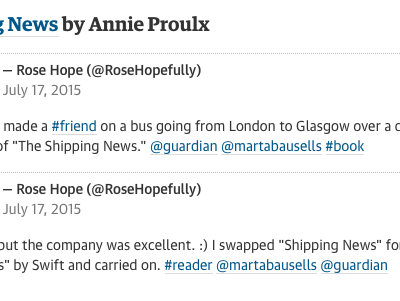 News by Annie Proulx
— Rose Hope (@RoseHopefully)
July 17, 2015
made a #friend on a bus going from London to Glasgow over a
of "The Shipping News." @guardian @martabausells #book
— Rose Hope (@RoseHopefully)
July 17, 2015
but the company was excellent. :) I swapped "Shipping News" for
by Swift and carried on. #reader @martabausells @guardian